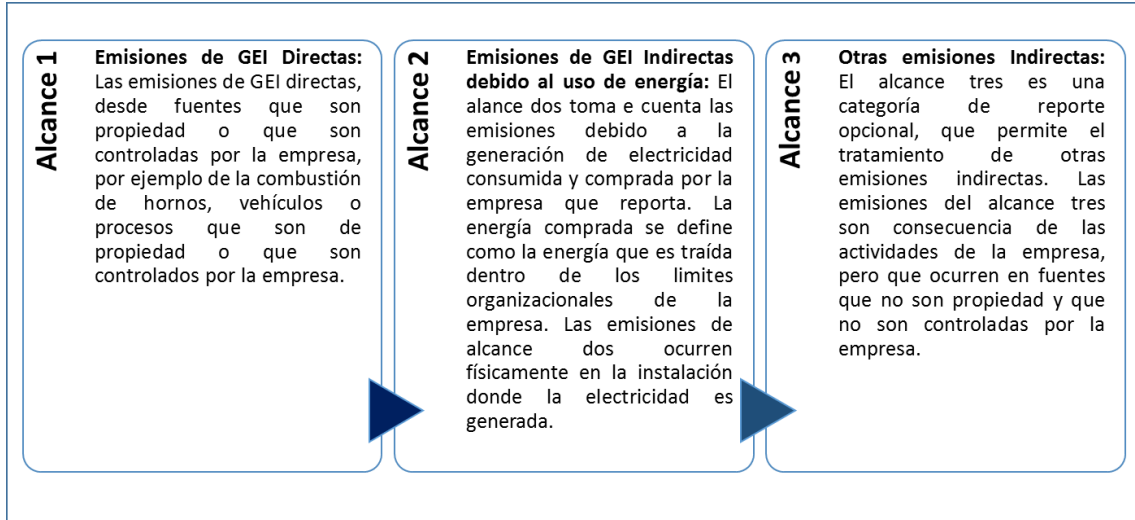 Alcance 1
Emisiones de GEI Directas:
Las emisiones de GEI directas,
desde fuentes que son
propiedad o que son
controladas por la empresa,
por ejemplo de la combustión
de hornos, vehículos o
procesos que son de
propiedad o que son
controlados por la empresa.
Alcance 2
Emisiones de GEI Indirectas
debido al uso de energía: El
alance dos toma e cuenta las
emisiones debido a la
generación de electricidad
consumida y comprada por la
empresa que reporta. La
energía comprada se define
como la energía que es traída
dentro de los limites
organizacionales de la
empresa. Las emisiones de
alcance dos ocurren
físicamente en la instalación
donde la electricidad es
generada.
Alcance 3
Otras emisiones Indirectas:
El alcance tres es una
categoría de reporte
opcional, que permite el
tratamiento de otras
emisiones indirectas. Las
emisiones del alcance tres
son consecuencia de las
actividades de la empresa,
pero que ocurren en fuentes
que no son propiedad y que
no son controladas por la
empresa.